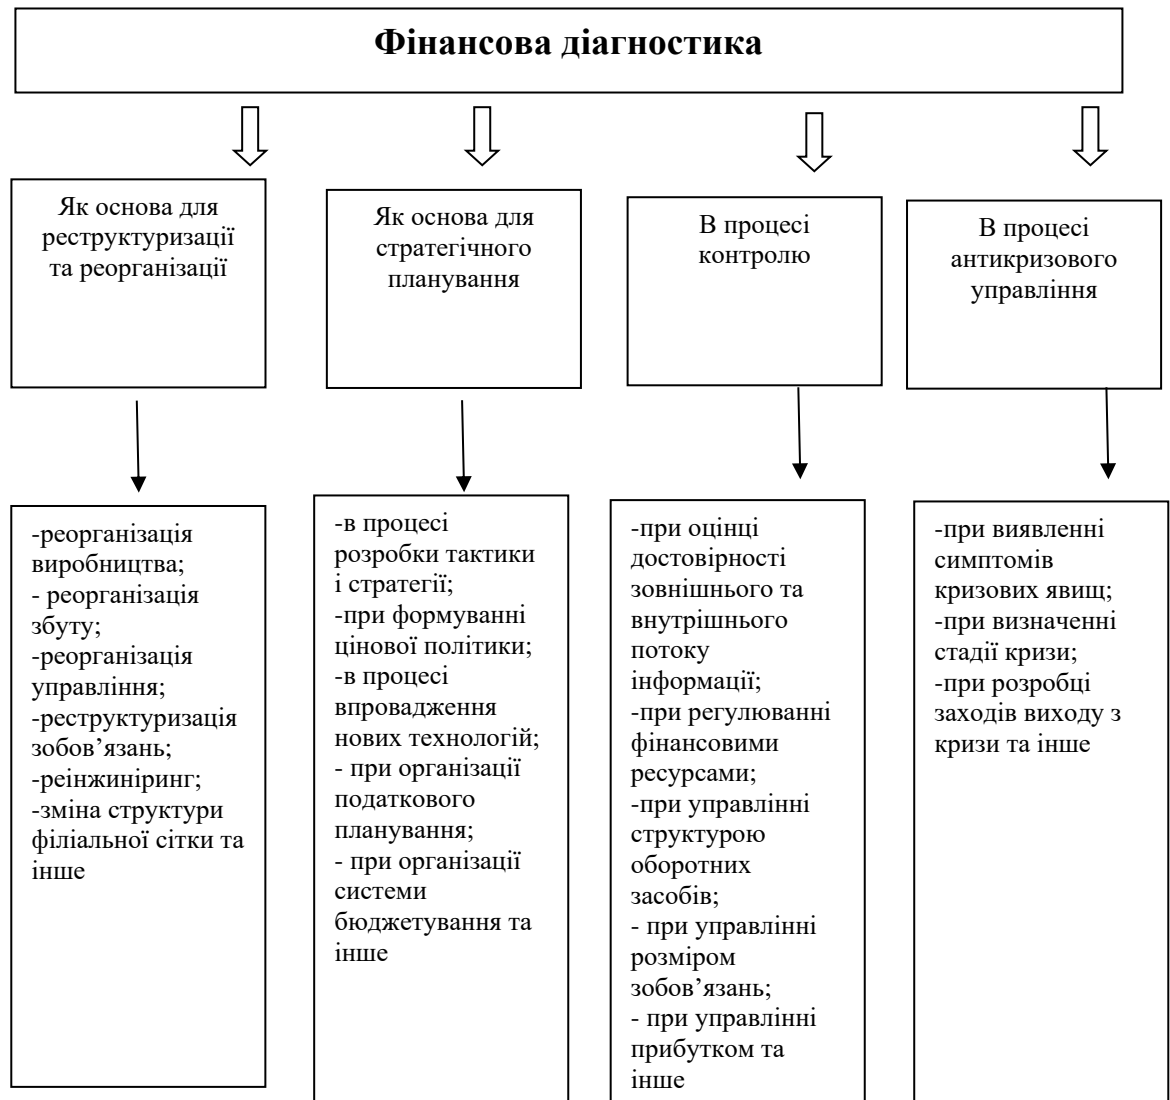 Фінансова діагностика
Як основа для
реструктуризації
та реорганізації
Як основа для
стратегічного
планування
В процесі
контролю
В процесі
антикризового
управління
-реорганізація
виробництва;
- реорганізація
збуту;
-реорганізація
управління;
-реструктуризація
зобов’язань;
-реінжиніринг;
-зміна структури
філіальної сітки та
інше
-в процесі
розробки тактики
і стратегії;
-при формуванні
цінової політики;
-в процесі
впровадження
нових технологій;
- при організації
податкового
планування;
- при організації
системи
бюджетування та
інше
-при оцінці
достовірності
зовнішнього та
внутрішнього
потоку
інформації;
-при регулюванні
фінансовими
ресурсами;
-при управлінні
структурою
оборотних
засобів;
- при управлінні
розміром
зобов’язань;
- при управлінні
прибутком та
інше
-при виявленні
симптомів
кризових явищ;
-при визначенні
стадії кризи;
-при розробці
заходів виходу з
кризи та інше